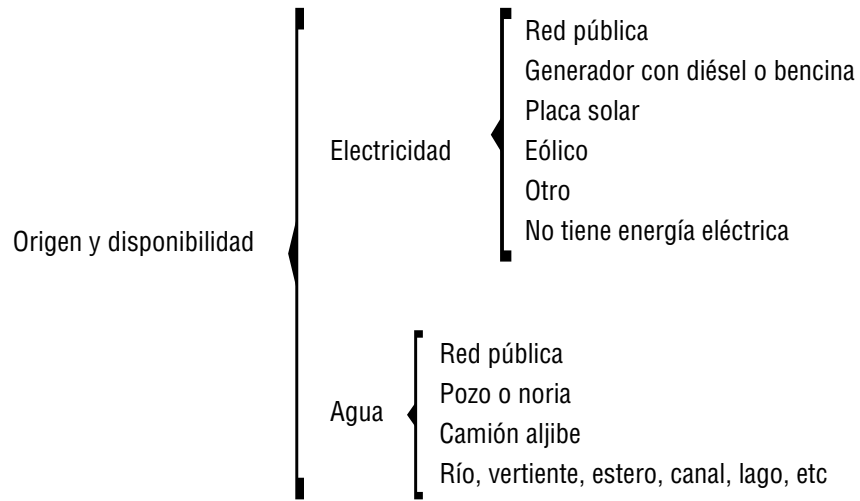 Origen y disponibilidad
Electricidad
Red pública
Generador con diésel o bencina
Placa solar
Eólico
Otro
No tiene energía eléctrica
Agua
Red pública
Pozo o noria
Camión aljibe
Río, vertiente, estero, canal, lago, etc